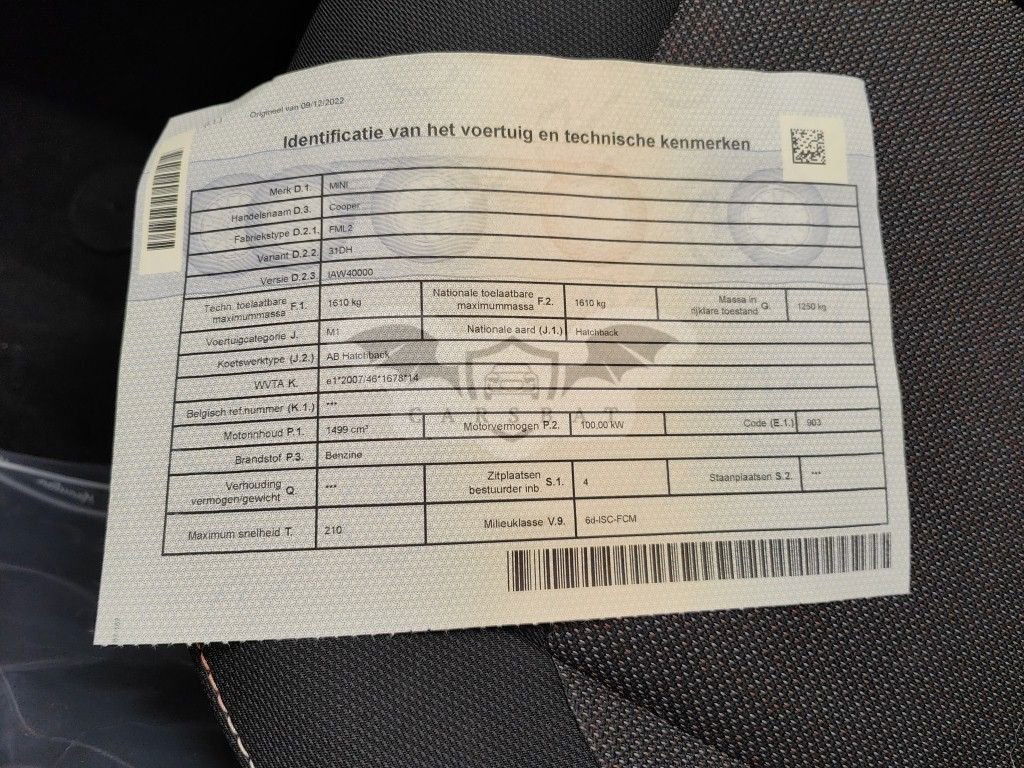 Origineel van 09/12/2022
Identificatie van het voertuig en technische kenmerken
Merk D.1. MINI
Handelsnaam D.3. Cooper
Fabriekstype D.2.1. FML2
Variant D.2.2. 31DH
Versie D.2.3. IAW40000
Techn. toelaatbare maximummassa F.1. 1610 kg Nationale toelaatbare maximummassa F.2. 1610 kg Massa in rijklare toestand G. 1250 kg
Voertuigcategorie J. M1 Nationale aard (J.1.) Hatchback
Koetswerktype (J.2.) AB Hatchback
WVTA K. e1*2007/46*1678*14
Belgisch ref.nummer (K.1.) ***
CARSBAT
Motorinhoud P.1. 1499 cm³ Motorvermogen P.2. 100,00 kW Code (E.1.) 903
Brandstof P.3. Benzine
Verhouding vermogen/gewicht Q. *** Zitplaatsen bestuurder inb. S.1. 4 Staanplaatsen S.2. ***
Maximum snelheid T. 210 Milieuklasse V.9. 6d-ISC-FCM